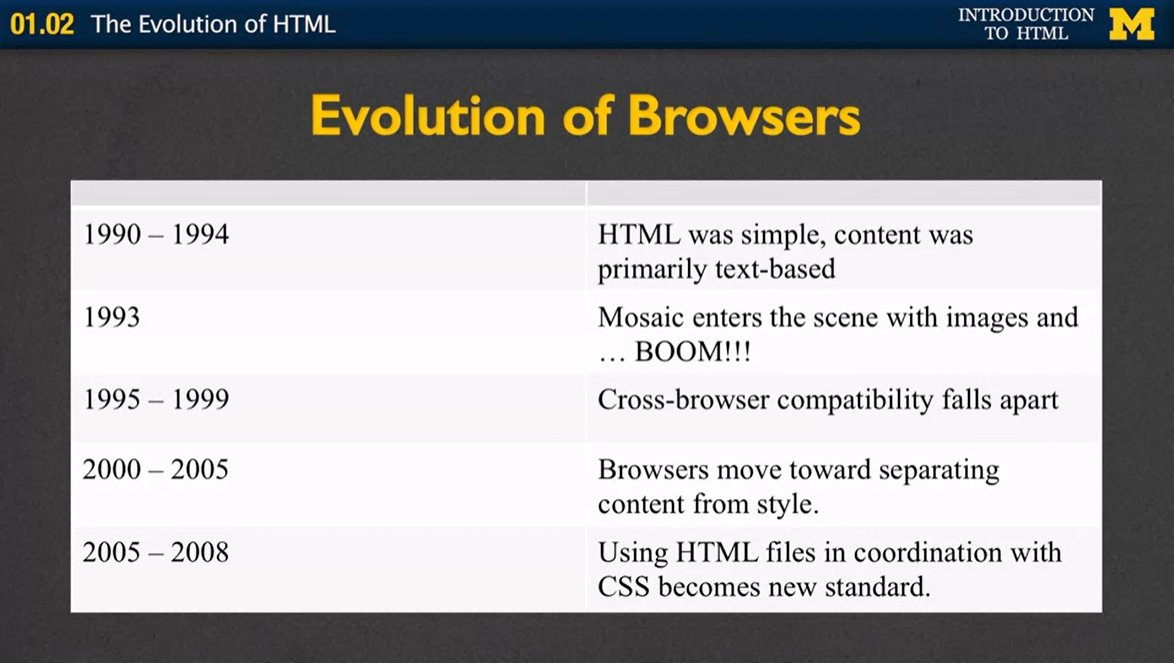 01.02 The Evolution of HTML
INTRODUCTION
TO HTML
M
Evolution of Browsers
1990 – 1994
HTML was simple, content was
primarily text-based
1993
Mosaic enters the scene with images and
… BOOM!!!
1995 – 1999
Cross-browser compatibility falls apart
2000 – 2005
Browsers move toward separating
content from style.
2005 – 2008
Using HTML files in coordination with
CSS becomes new standard.